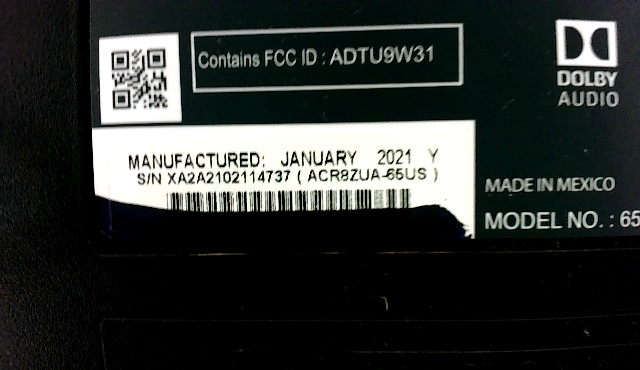 Contains FCC ID : ADTU9W31
DOLBY
AUDIO
MANUFACTURED: JANUARY 2021 Y
S/N XA2A2102114737 ( ACR8ZUA-65US )
MADE IN MEXICO
MODEL NO. : 65